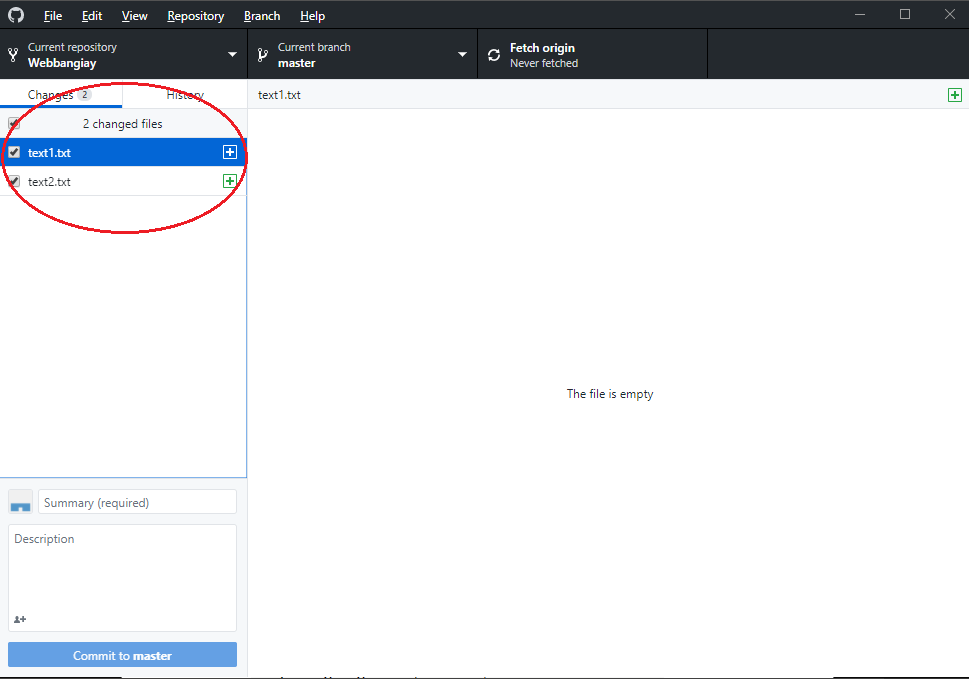 File Edit View Repository Branch Help
Current repository
Webbangiay
Current branch
master
Fetch origin
Never fetched
Changes 2
History
text1.txt
2 changed files
text1.txt
text2.txt
The file is empty
Summary (required)
Description
Commit to master